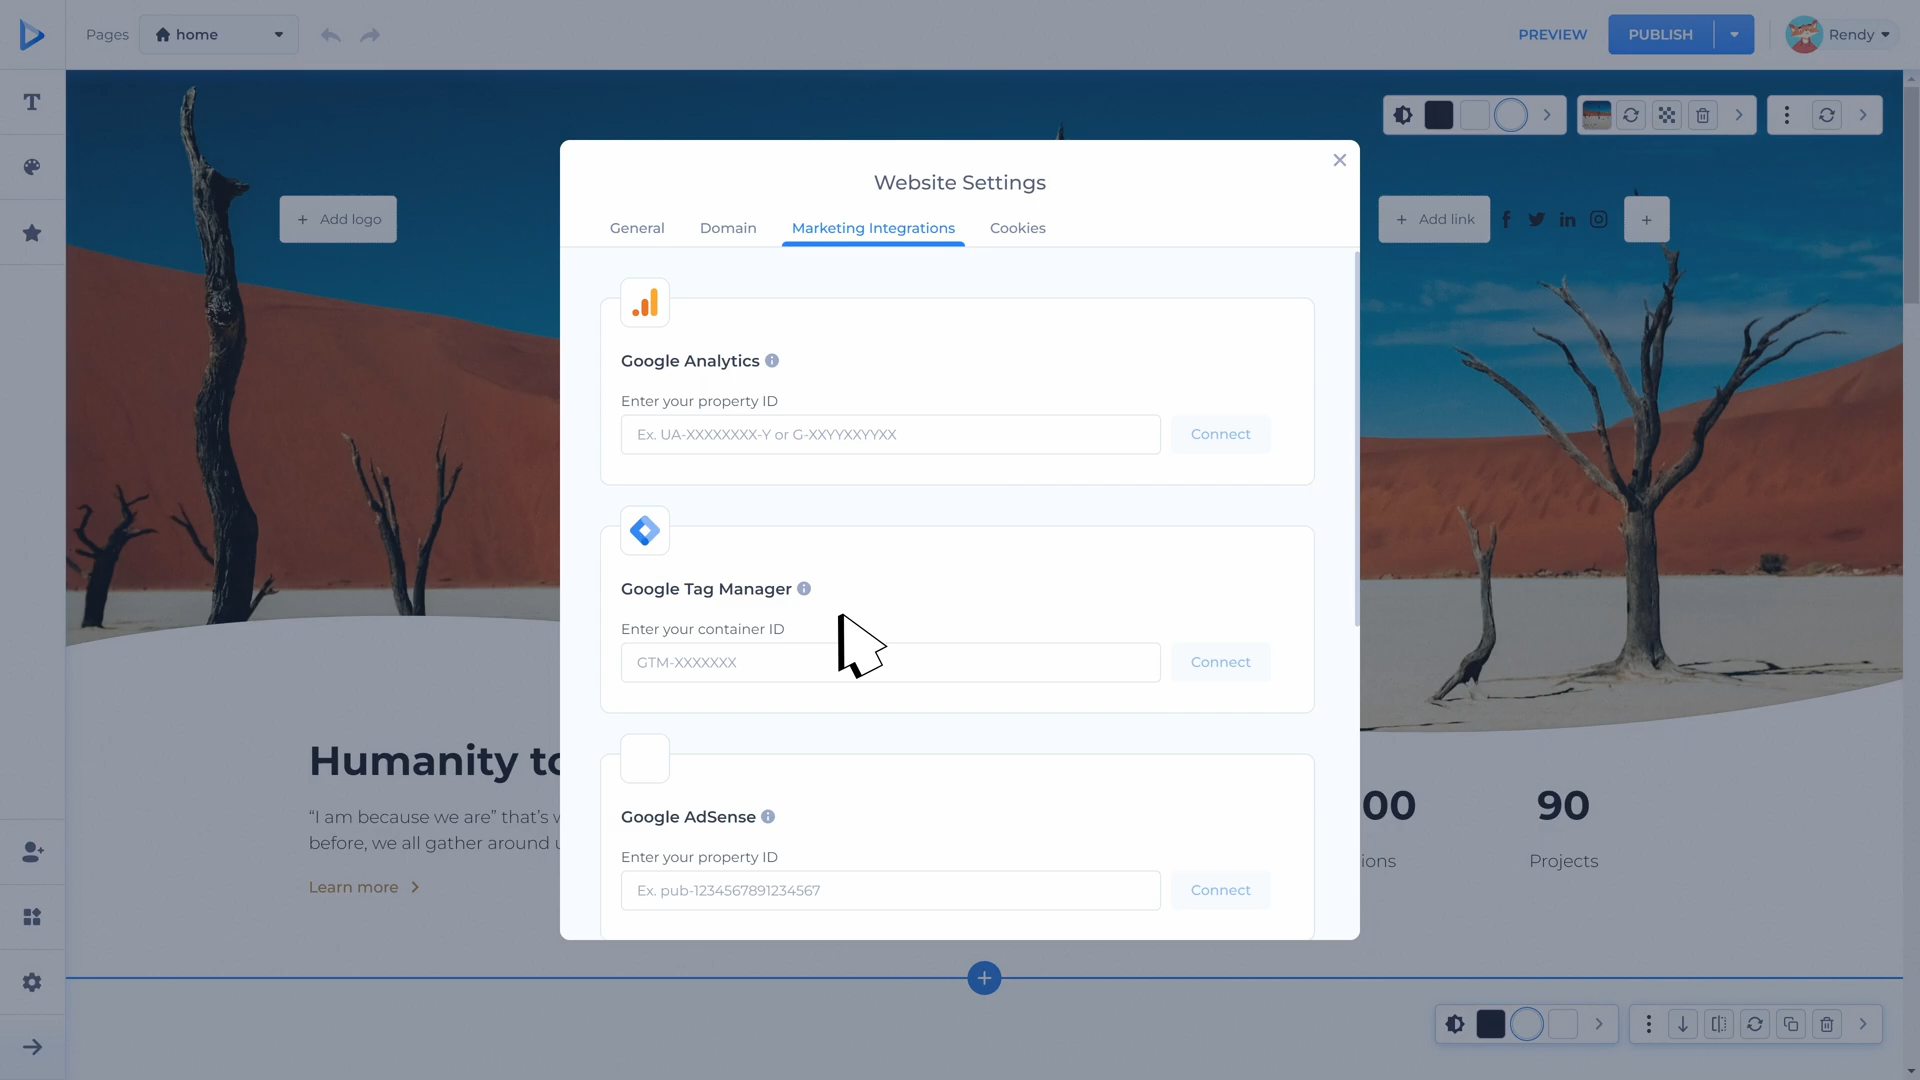 Pages
home
PREVIEW
PUBLISH
Rendy
+ Add logo
+ Add link
Website Settings
General
Domain
Marketing Integrations
Cookies
Google Analytics
Enter your property ID
Ex. UA-XXXXXXXX-Y or G-XXYYXXYYXX
Connect
Google Tag Manager
Enter your container ID
GTM-XXXXXXX
Connect
Google AdSense
Enter your property ID
Ex. pub-1234567891234567
Connect
Humanity to
“I am because we are” that's
before, we all gather around
Learn more
00
ions
90
Projects